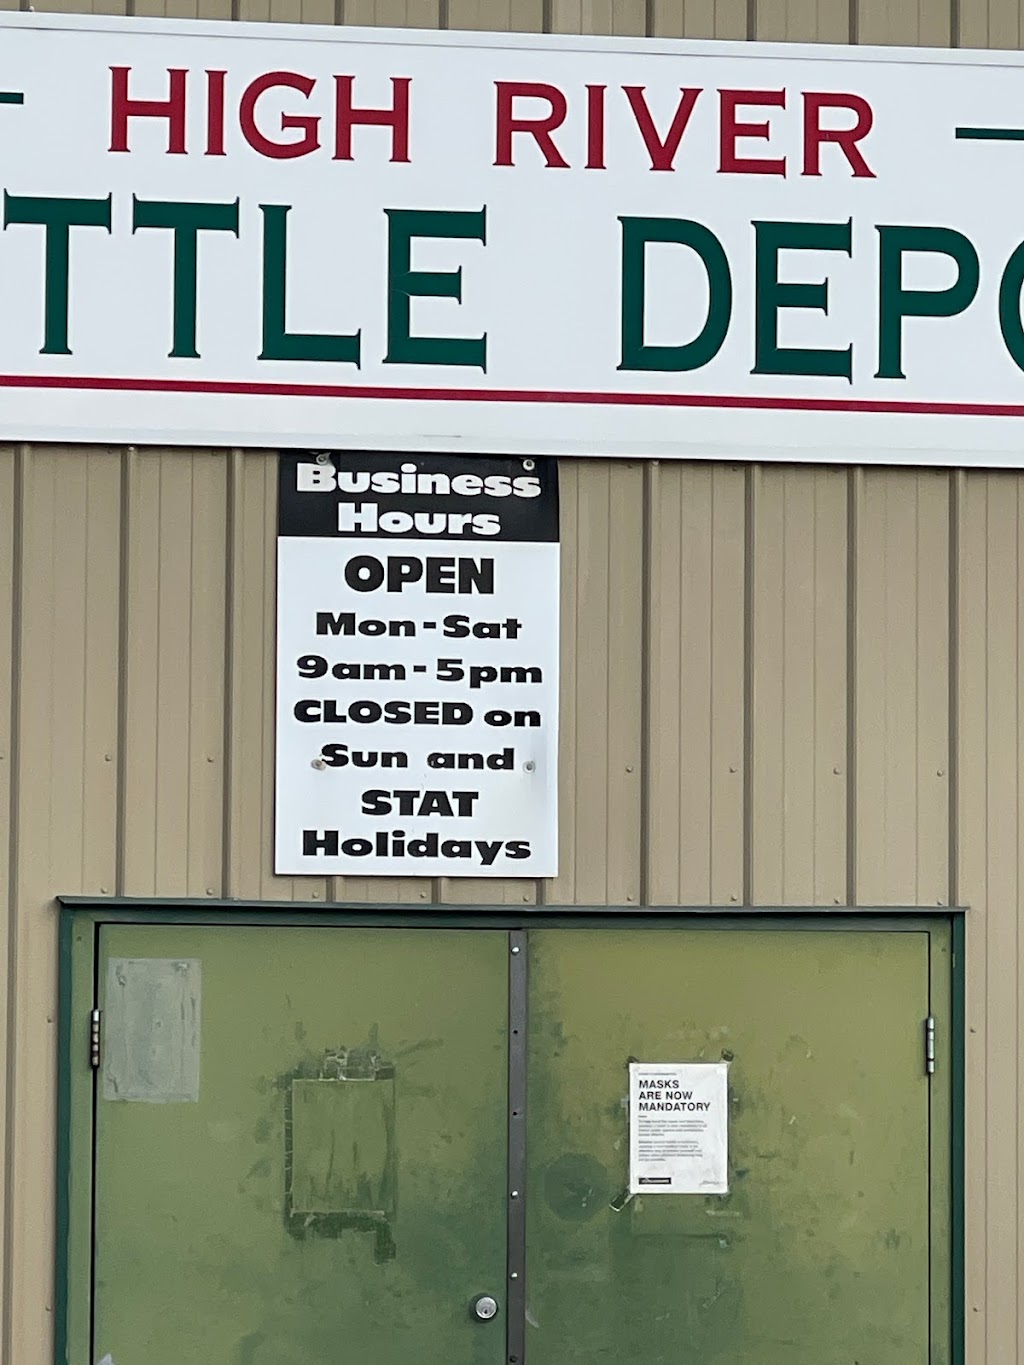 HIGH RIVER
TTLE DEPO
Business
Hours
OPEN
Mon-Sat
9am-5pm
CLOSED on
Sun and
STAT
Holidays
MASKS
ARE NOW
MANDATORY